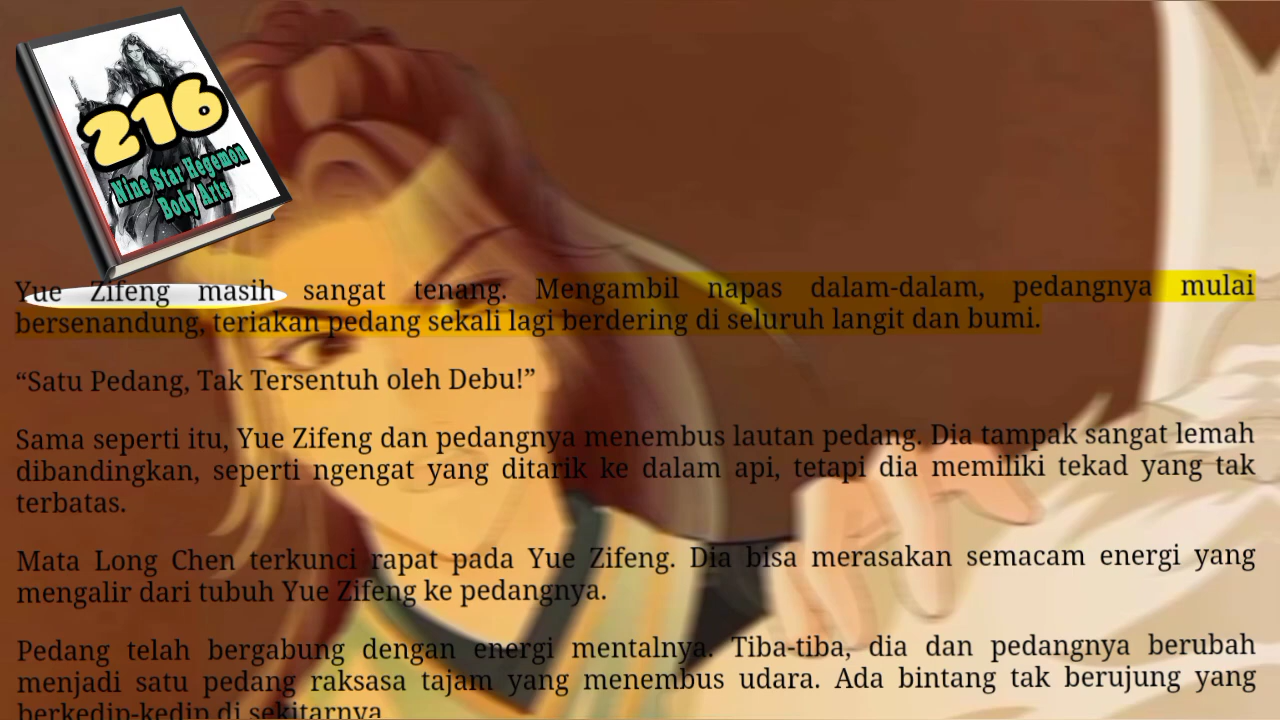 216
Nine Star Hegemon
Body Arts
Yue Zifeng masih sangat tenang. Mengambil napas dalam-dalam, pedangnya mulai
bersenandung, teriakan pedang sekali lagi berdering di seluruh langit dan bumi.
“Satu Pedang, Tak Tersentuh oleh Debu!”
Sama seperti itu, Yue Zifeng dan pedangnya menembus lautan pedang. Dia tampak sangat lemah
dibandingkan, seperti ngengat yang ditarik ke dalam api, tetapi dia memiliki tekad yang tak
terbatas.
Mata Long Chen terkunci rapat pada Yue Zifeng. Dia bisa merasakan semacam energi yang
mengalir dari tubuh Yue Zifeng ke pedangnya.
Pedang telah bergabung dengan energi mentalnya. Tiba-tiba, dia dan pedangnya berubah
menjadi satu pedang raksasa tajam yang menembus udara. Ada bintang tak berujung yang
berkedip-kedip di sekitarnya